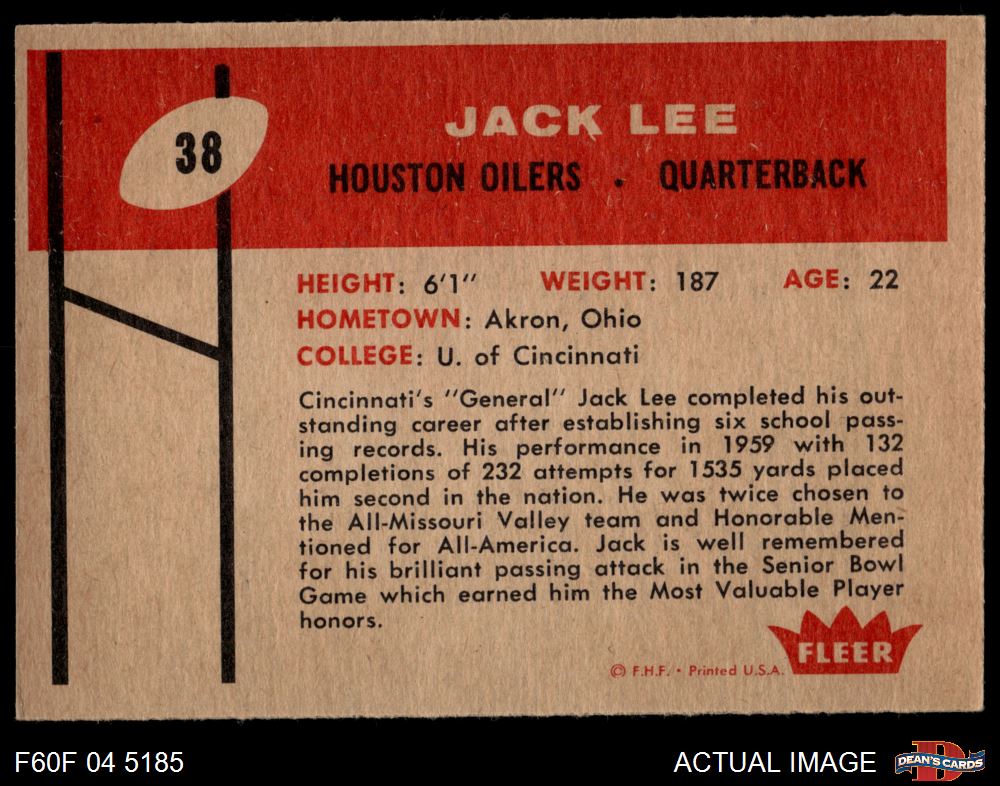 38
JACK LEE
HOUSTON OILERS • QUARTERBACK
HEIGHT: 6'1" WEIGHT: 187 AGE: 22
HOMETOWN: Akron, Ohio
COLLEGE: U. of Cincinnati
Cincinnati's "General" Jack Lee completed his out-
standing career after establishing six school pass-
ing records. His performance in 1959 with 132
completions of 232 attempts for 1535 yards placed
him second in the nation. He was twice chosen to
the All-Missouri Valley team and Honorable Men-
tioned for All-America. Jack is well remembered
for his brilliant passing attack in the Senior Bowl
Game which earned him the Most Valuable Player
honors.
FLEER
© F.H.F. • Printed U.S.A.
F60F 04 5185
ACTUAL IMAGE
D
DEAN'S CARDS